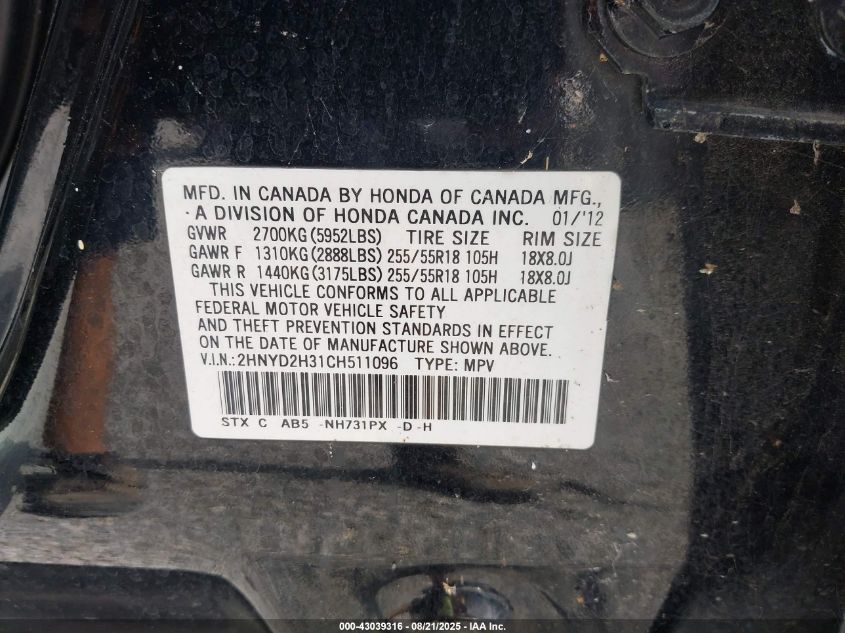 MFD. IN CANADA BY HONDA OF CANADA MFG.,
A DIVISION OF HONDA CANADA INC. 01/'12
GVWR 2700KG(5952LBS) TIRE SIZE RIM SIZE
GAWR F 1310KG(2888LBS) 255/55R18 105H 18X8.0J
GAWR R 1440KG(3175LBS) 255/55R18 105H 18X8.0J
THIS VEHICLE CONFORMS TO ALL APPLICABLE
FEDERAL MOTOR VEHICLE SAFETY
AND THEFT PREVENTION STANDARDS IN EFFECT
ON THE DATE OF MANUFACTURE SHOWN ABOVE.
V.I.N.:2HNYD2H31CH511096 TYPE: MPV
STX C AB5 -NH731PX -D-H
000-43039316 - 08/21/2025 - IAA Inc.